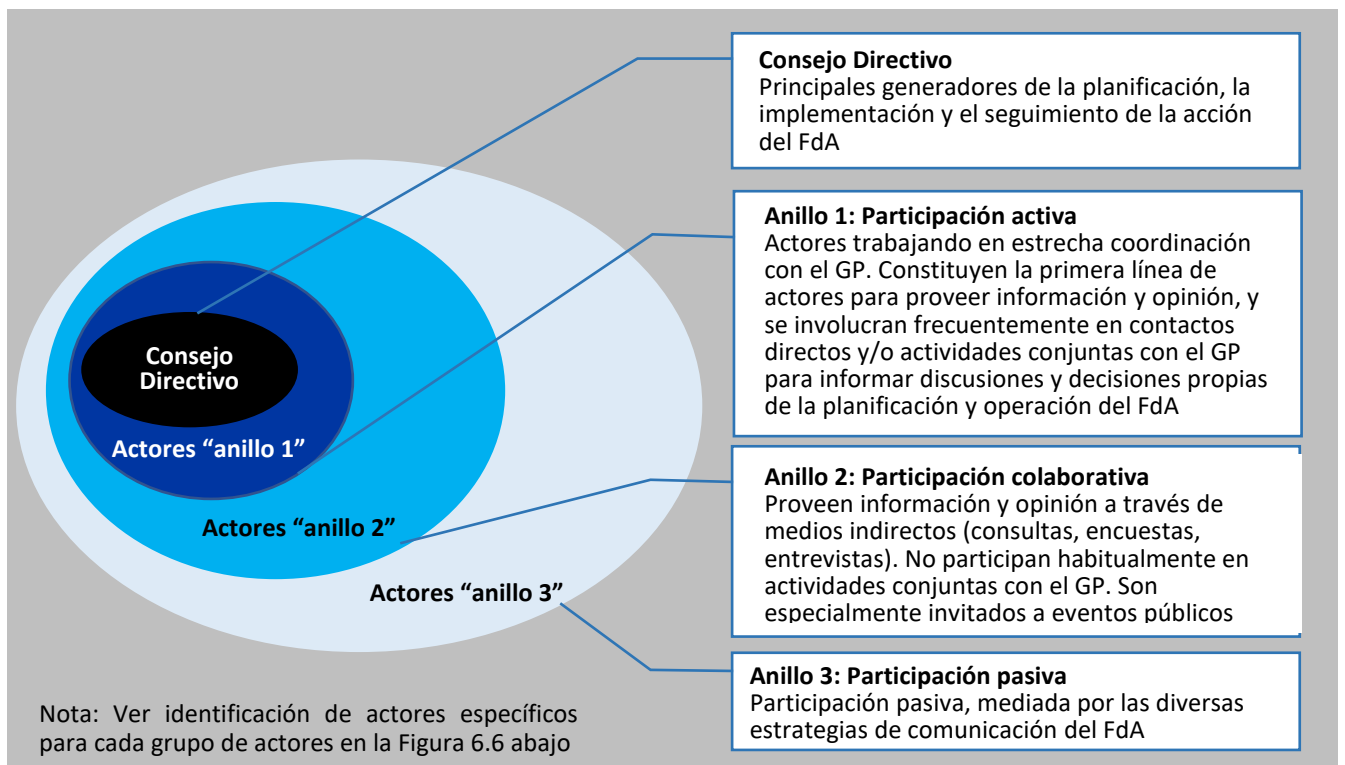 Consejo Directivo
Principales generadores de la planificación, la
implementación y el seguimiento de la acción
del FdA
Anillo 1: Participación activa
Actores trabajando en estrecha coordinación
con el GP. Constituyen la primera línea de
actores para proveer información y opinión, y
se involucran frecuentemente en contactos
directos y/o actividades conjuntas con el GP
para informar discusiones y decisiones propias
de la planificación y operación del FdA
Anillo 2: Participación colaborativa
Proveen información y opinión a través de
medios indirectos (consultas, encuestas,
entrevistas). No participan habitualmente en
actividades conjuntas con el GP. Son
especialmente invitados a eventos públicos
Anillo 3: Participación pasiva
Participación pasiva, mediada por las diversas
estrategias de comunicación del FdA
Consejo
Directivo
Actores “anillo 1”
Actores “anillo 2”
Actores “anillo 3”
Nota: Ver identificación de actores específicos
para cada grupo de actores en la Figura 6.6 abajo